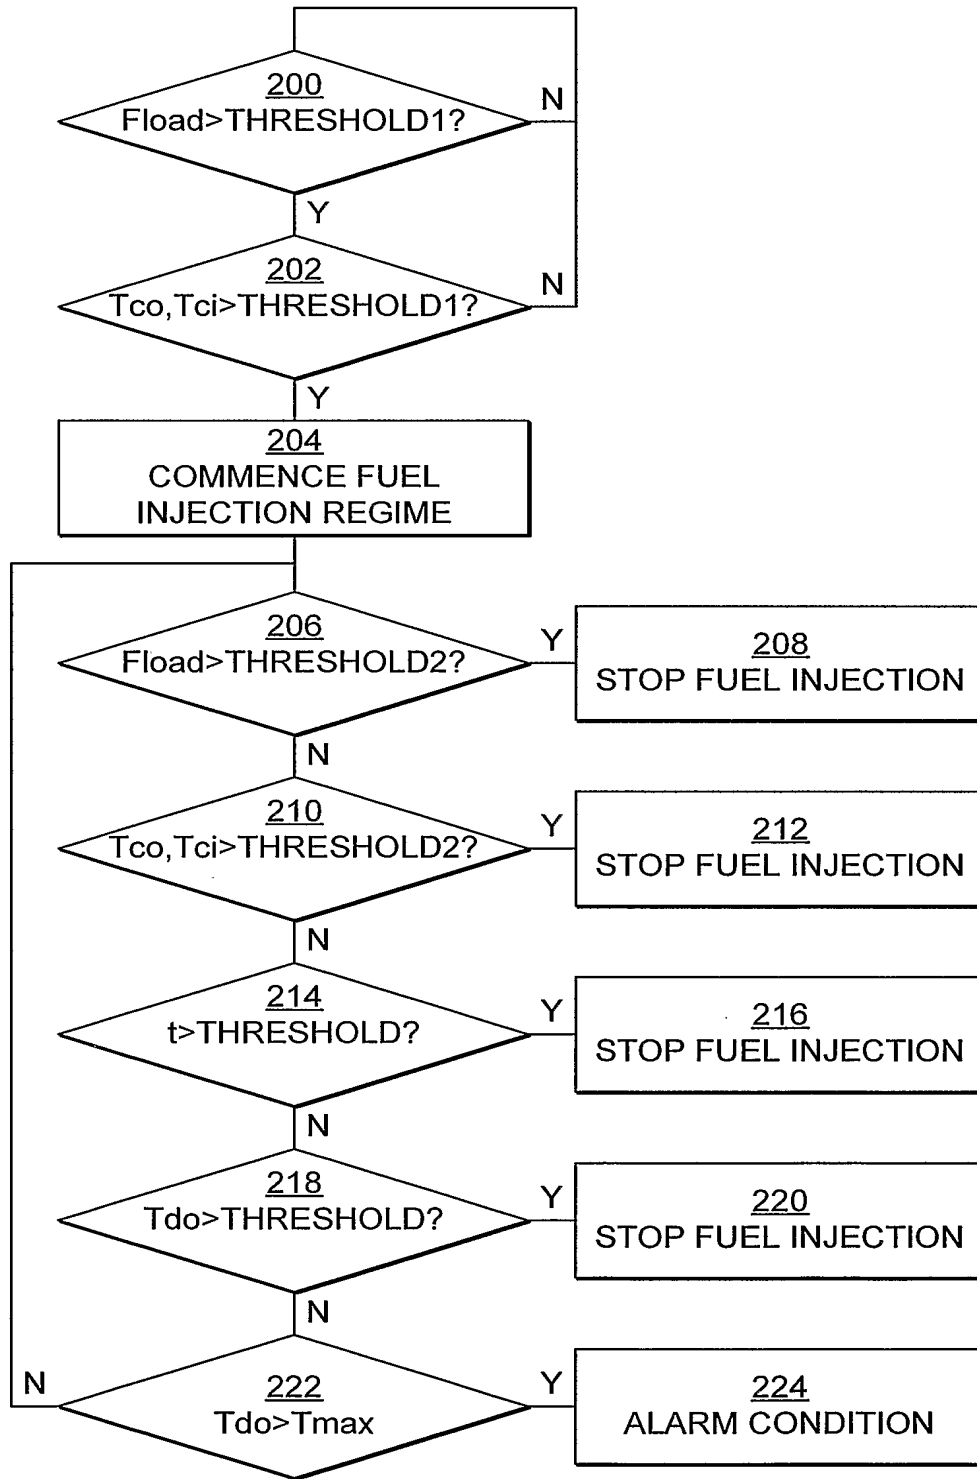 200
Fload>THRESHOLD1?
N
Y
202
Tco,Tci>THRESHOLD1?
N
Y
204
COMMENCE FUEL
INJECTION REGIME
206
Fload>THRESHOLD2?
Y
208
STOP FUEL INJECTION
N
210
Tco,Tci>THRESHOLD2?
Y
212
STOP FUEL INJECTION
N
214
t>THRESHOLD?
Y
216
STOP FUEL INJECTION
N
218
Tdo>THRESHOLD?
Y
220
STOP FUEL INJECTION
N
N
222
Tdo>Tmax
Y
224
ALARM CONDITION